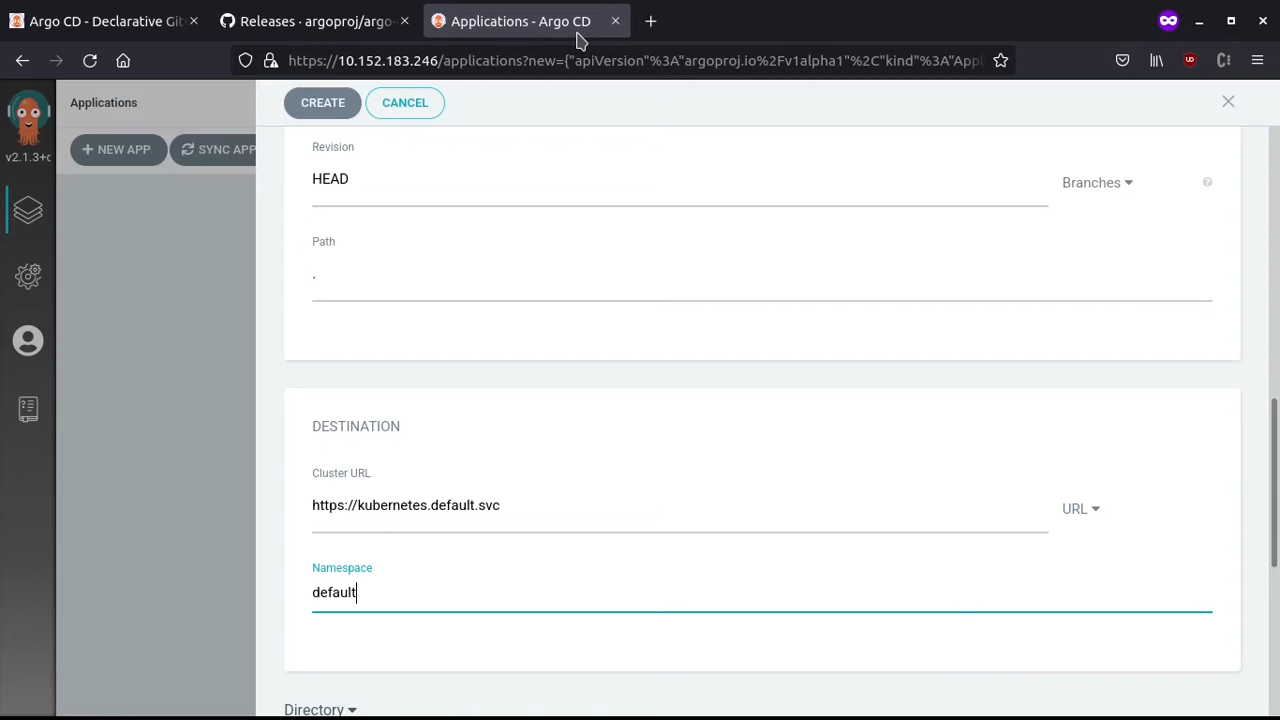 Argo CD - Declarative Git
Releases · argoproj/argo-
Applications - Argo CD
https://10.152.183.246/applications?new={"apiVersion"%3A"argoproj.io%2Fv1alpha1"%2C"kind"%3A"Appl
Applications
CREATE
CANCEL
v2.1.3+c
NEW APP
SYNC APP
Revision
HEAD
Branches
Path
.
DESTINATION
Cluster URL
https://kubernetes.default.svc
URL
Namespace
default
Directory